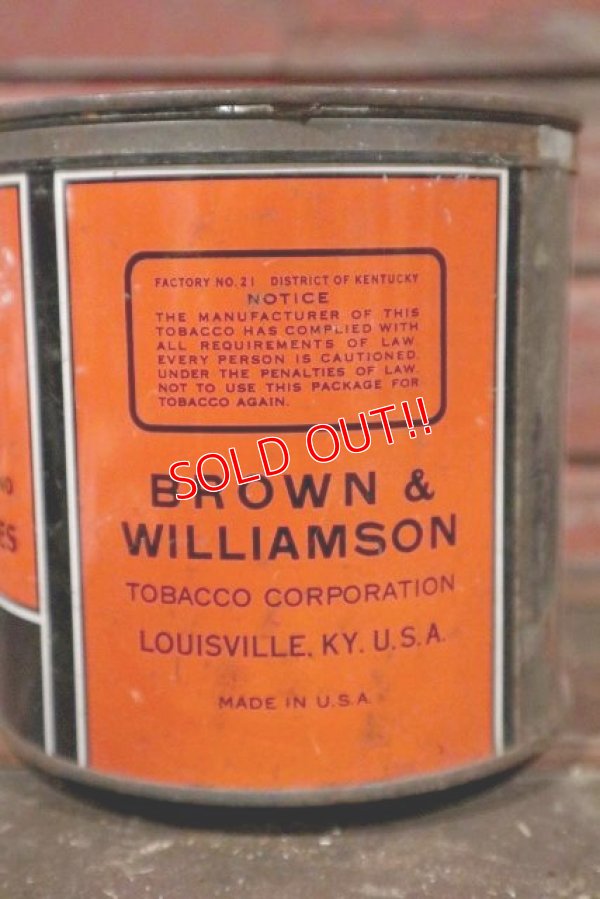 FACTORY NO. 21 DISTRICT OF KENTUCKY
NOTICE
THE MANUFACTURER OF THIS
TOBACCO HAS COMPLIED WITH
ALL REQUIREMENTS OF LAW.
EVERY PERSON IS CAUTIONED.
UNDER THE PENALTIES OF LAW.
NOT TO USE THIS PACKAGE FOR
TOBACCO AGAIN.
SOLD OUT!!
BROWN &
WILLIAMSON
TOBACCO CORPORATION
LOUISVILLE, KY. U.S.A.
MADE IN U.S.A.